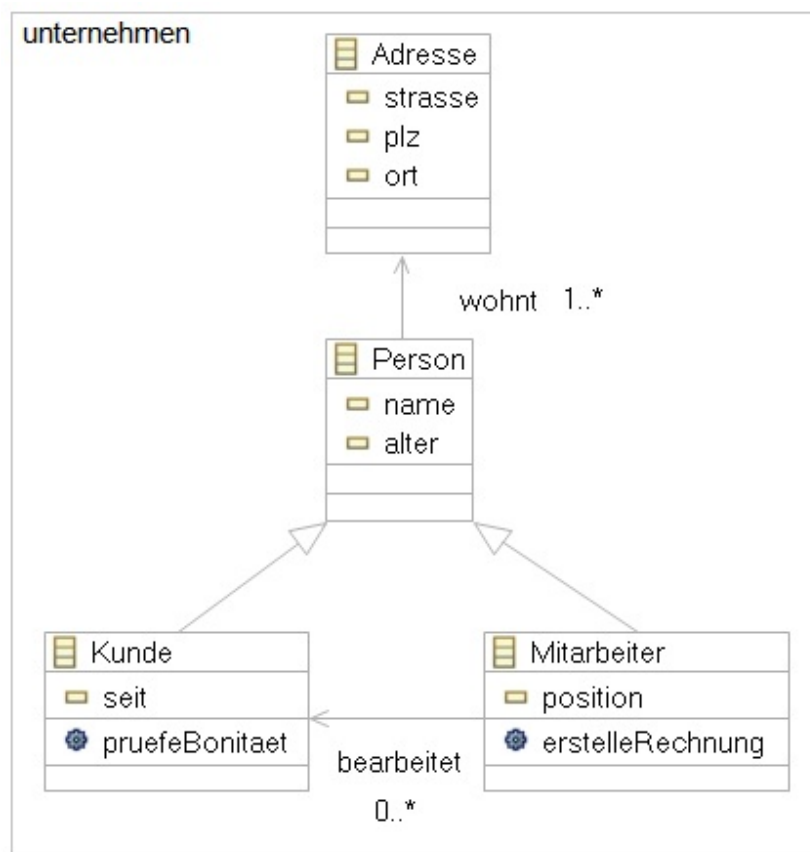 unternehmen
Adresse
strasse
plz
ort
wohnt 1..*
Person
name
alter
Kunde
seit
pruefeBonitaet
Mitarbeiter
position
erstelleRechnung
bearbeitet
0..*